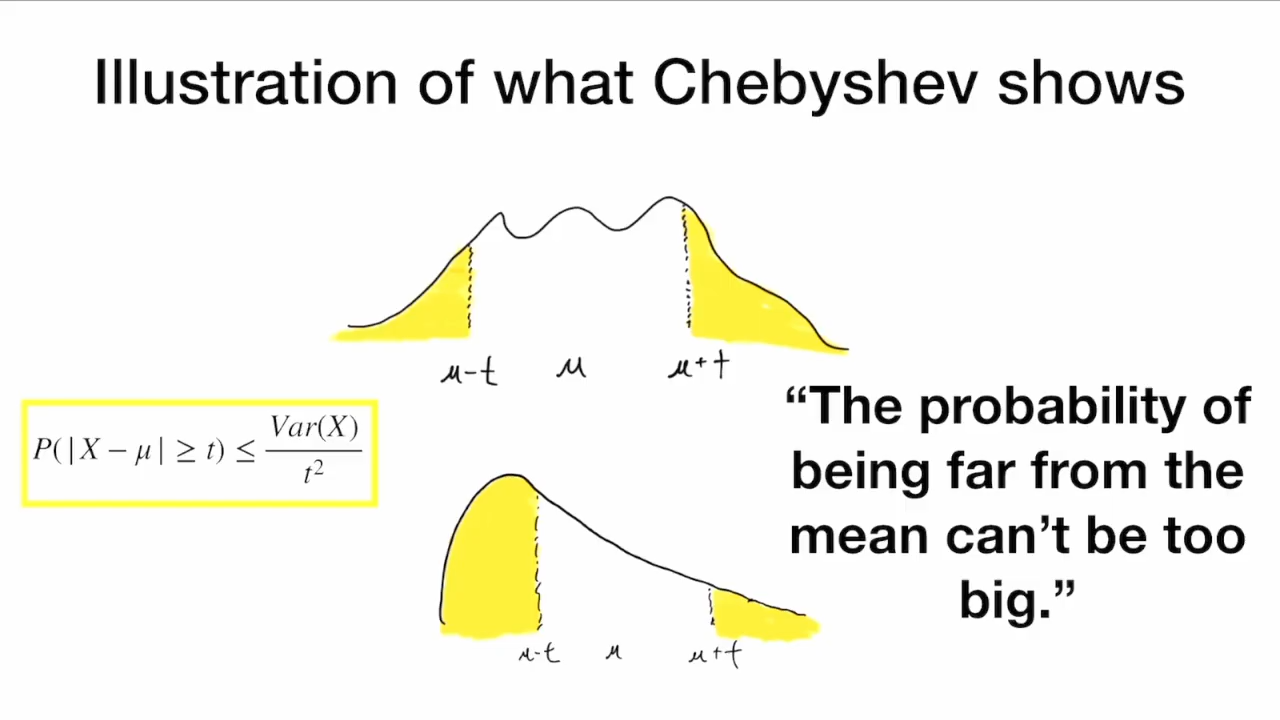 Illustration of what Chebyshev shows
μ-t μ μ+t
P(|X − μ| ≥ t) ≤ Var(X)/t²
“The probability of
being far from the
mean can’t be too
big.”
μ-t μ μ+t